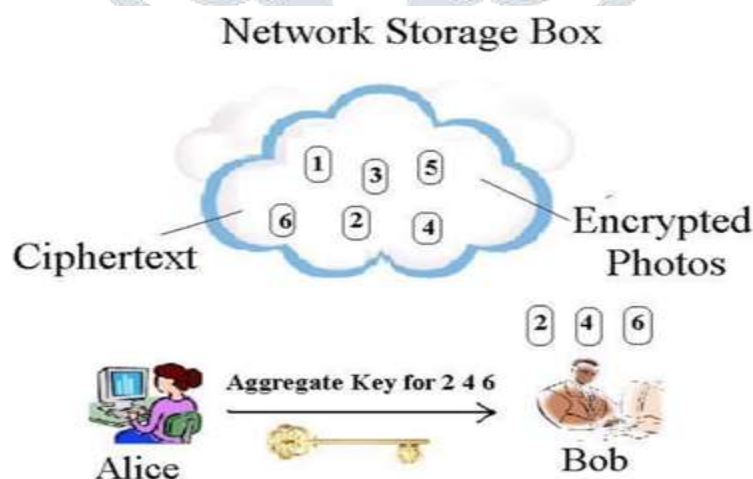 Network Storage Box
1 3 5
6 2 4
Ciphertext
Encrypted
Photos
2 4 6
Aggregate Key for 2 4 6
Alice
Bob